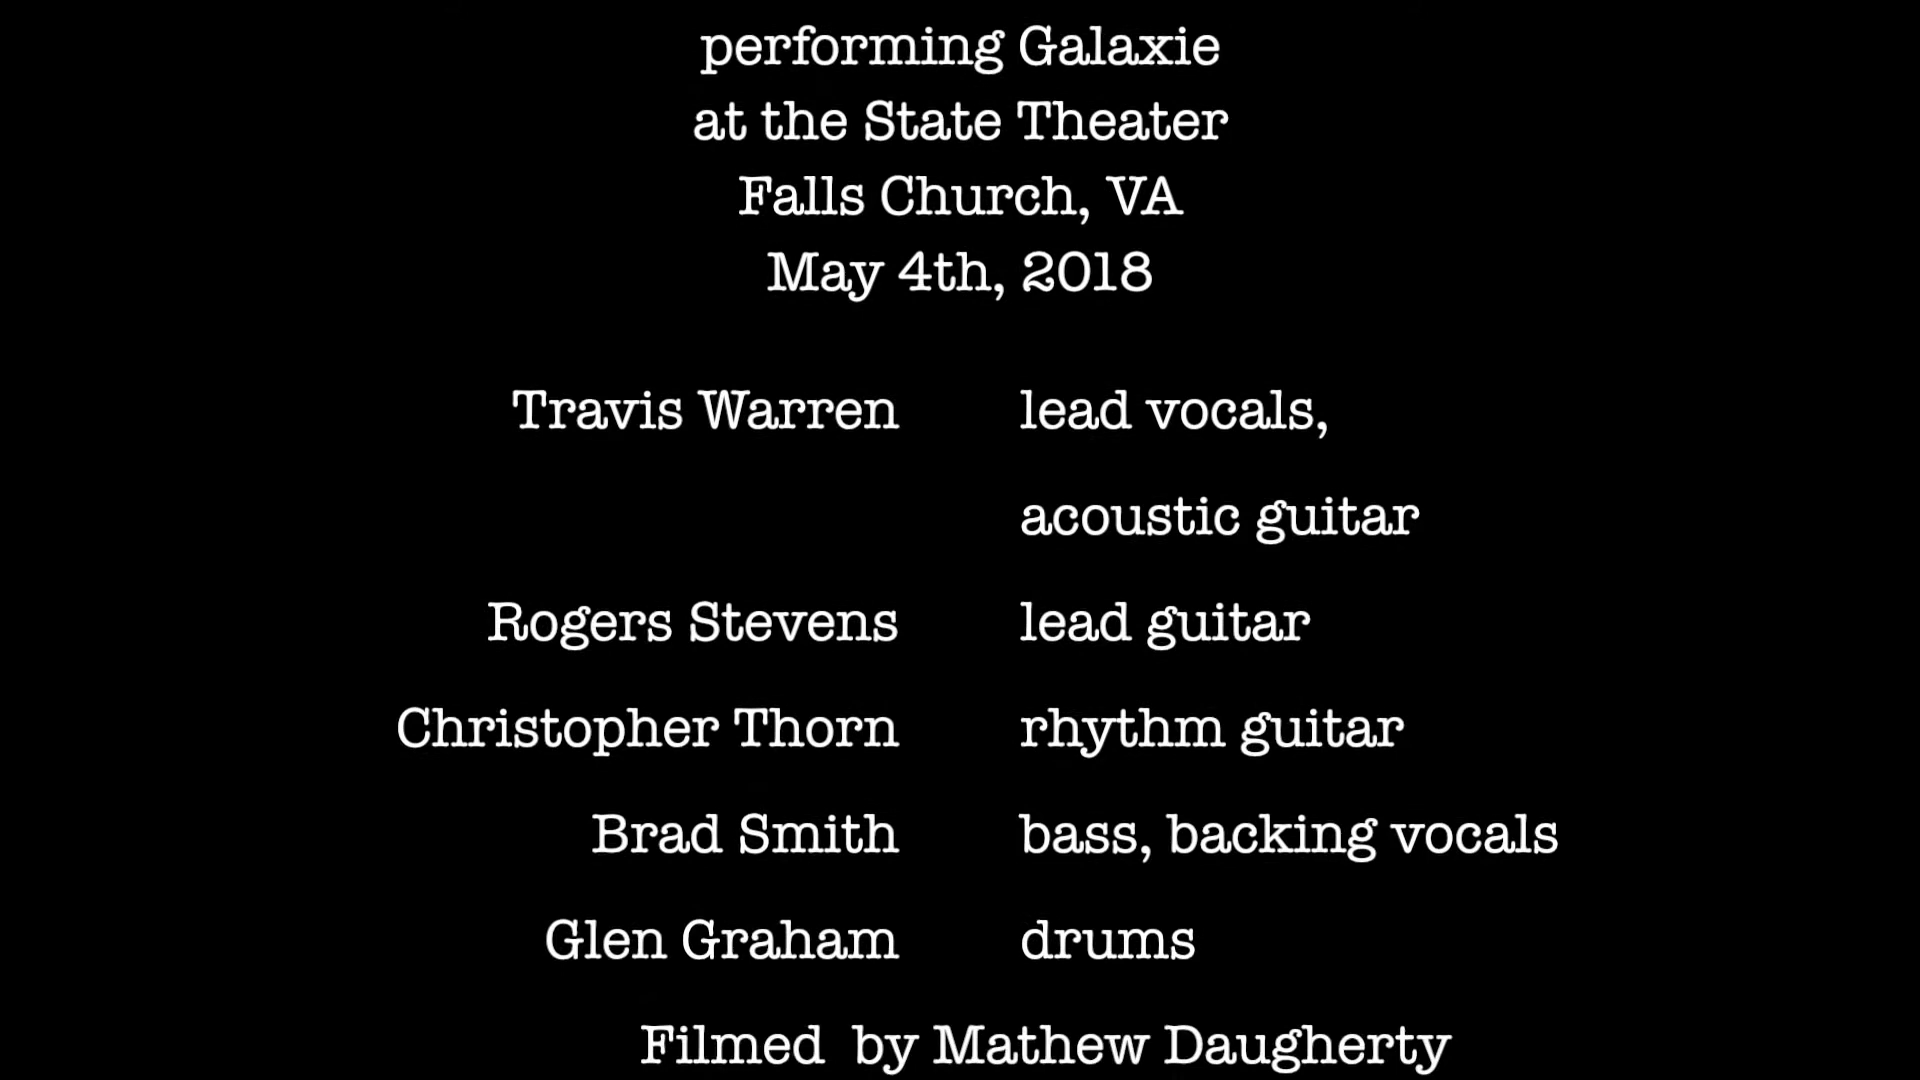 performing Galaxie
at the State Theater
Falls Church, VA
May 4th, 2018
Travis Warren lead vocals,
acoustic guitar
Rogers Stevens lead guitar
Christopher Thorn rhythm guitar
Brad Smith bass, backing vocals
Glen Graham drums
Filmed by Mathew Daugherty